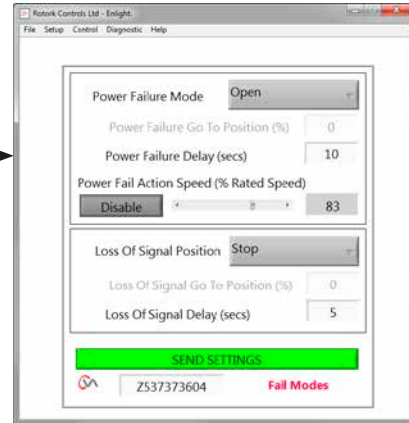 Rotork Controls Ltd - Enlight.
File Setup Control Diagnostic Help
Power Failure Mode Open
Power Failure Go To Position (%) 0
Power Failure Delay (secs) 10
Power Fail Action Speed (% Rated Speed)
Disable 83
Loss Of Signal Position Stop
Loss Of Signal Go To Position (%) 0
Loss Of Signal Delay (secs) 5
SEND SETTINGS
Z537373604 Fail Modes